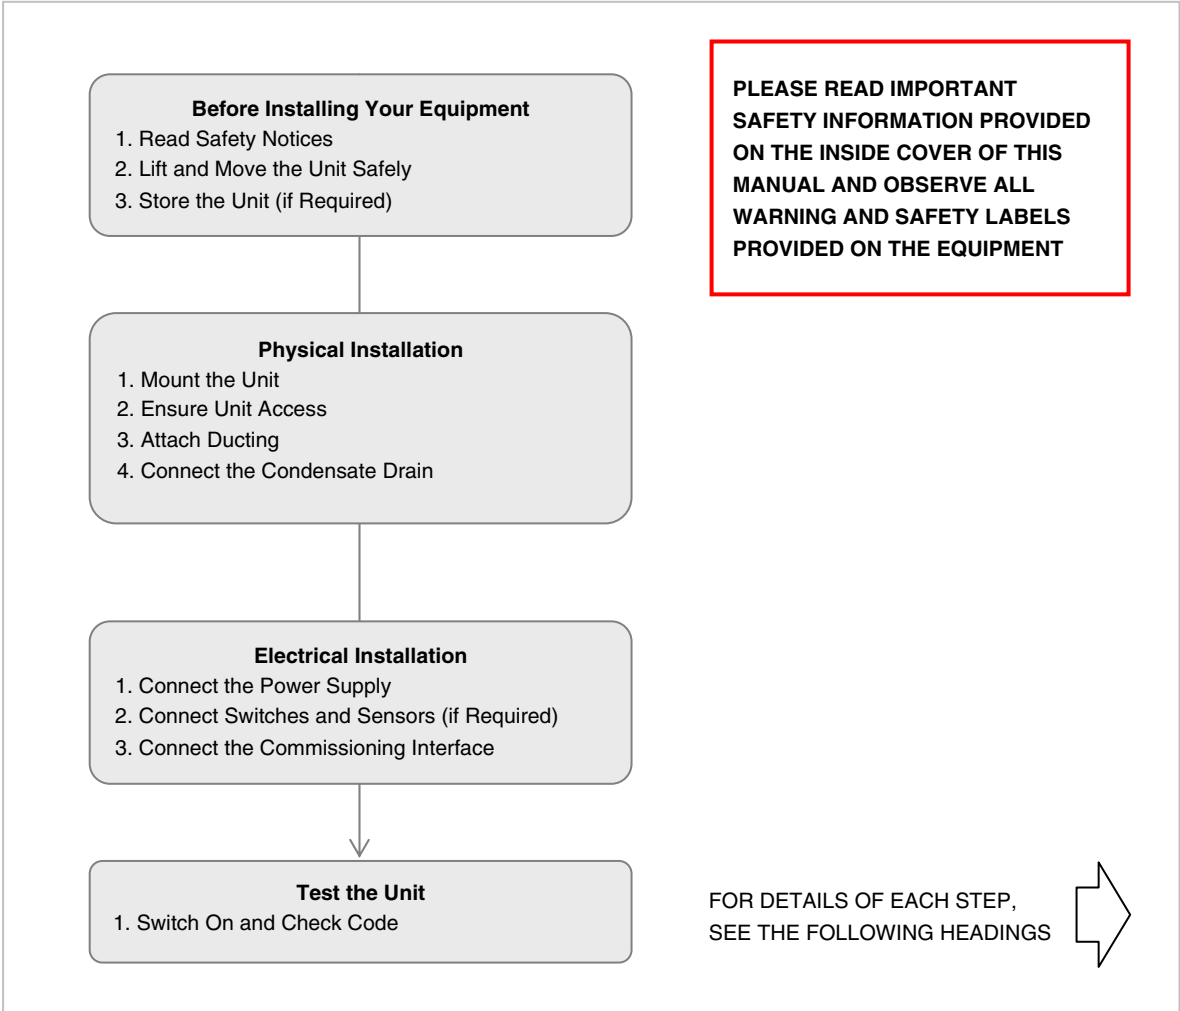 Before Installing Your Equipment
1. Read Safety Notices
2. Lift and Move the Unit Safely
3. Store the Unit (if Required)
PLEASE READ IMPORTANT
SAFETY INFORMATION PROVIDED
ON THE INSIDE COVER OF THIS
MANUAL AND OBSERVE ALL
WARNING AND SAFETY LABELS
PROVIDED ON THE EQUIPMENT
Physical Installation
1. Mount the Unit
2. Ensure Unit Access
3. Attach Ducting
4. Connect the Condensate Drain
Electrical Installation
1. Connect the Power Supply
2. Connect Switches and Sensors (if Required)
3. Connect the Commissioning Interface
Test the Unit
1. Switch On and Check Code
FOR DETAILS OF EACH STEP,
SEE THE FOLLOWING HEADINGS